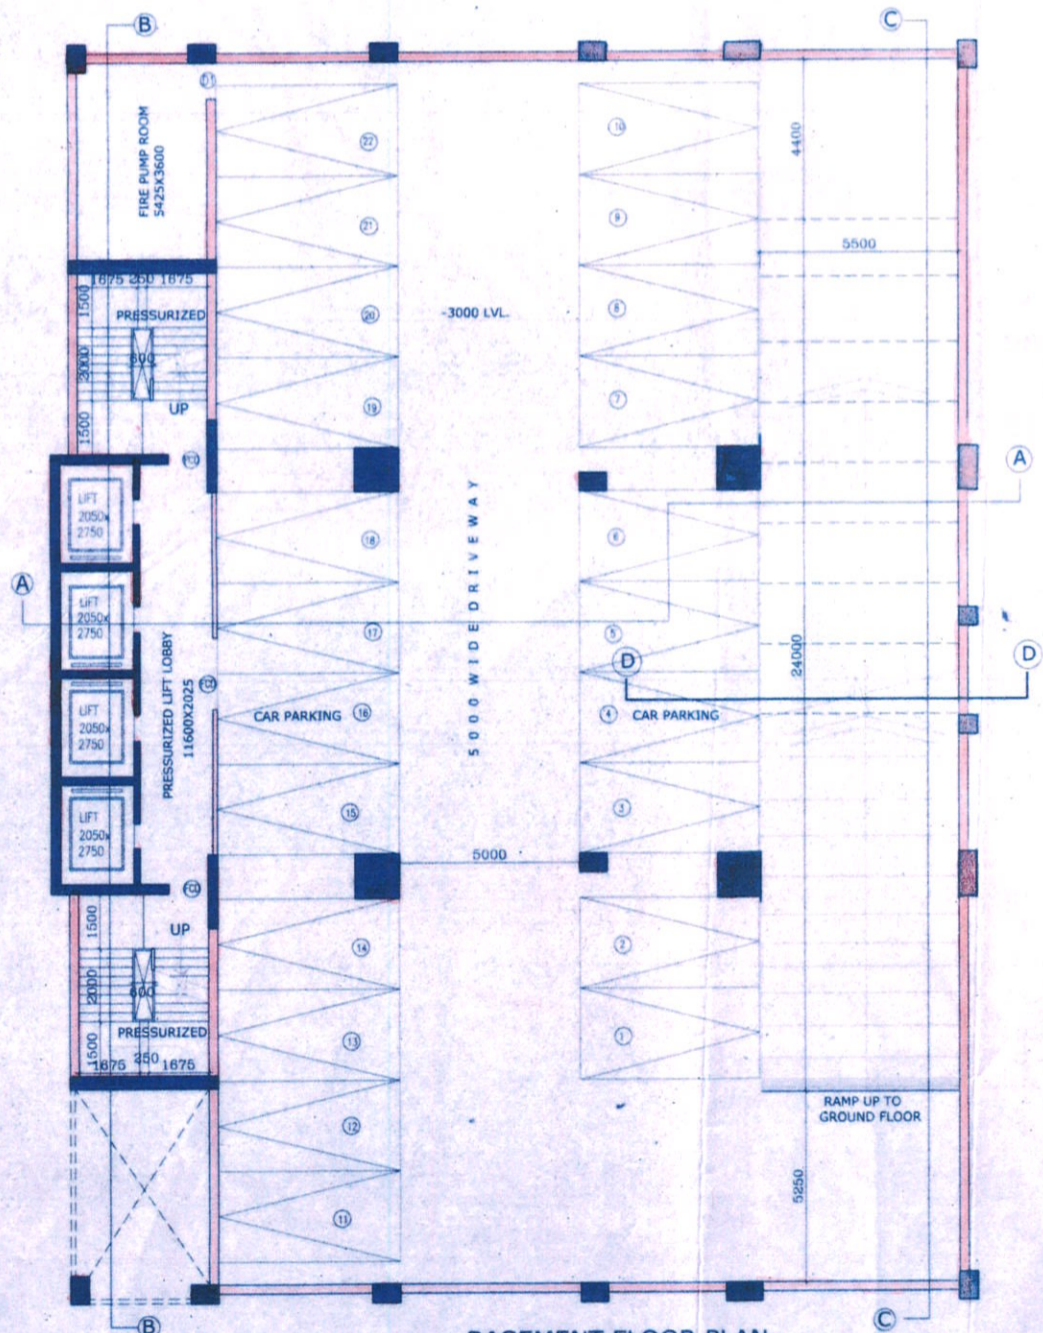 B
C
D1
FIRE PUMP ROOM
5425X3600
22
10
4400
21
9
5500
1675 250 1675
1500
PRESSURIZED
2000
600
UP
1500
20
-3000 LVL.
8
19
7
A
LIFT
2050x
2750
18
6
5000 WIDE DRIVEWAY
A
LIFT
2050x
2750
17
5
D
24000
D
PRESSURIZED LIFT LOBBY
11600X2025
LIFT
2050x
2750
CAR PARKING
16
4
CAR PARKING
LIFT
2050x
2750
15
3
5000
1500
UP
2000
600
PRESSURIZED
1500
1675 250 1675
14
2
13
1
RAMP UP TO
GROUND FLOOR
12
11
5250
B
C
BASEMENT FLOOR PLAN